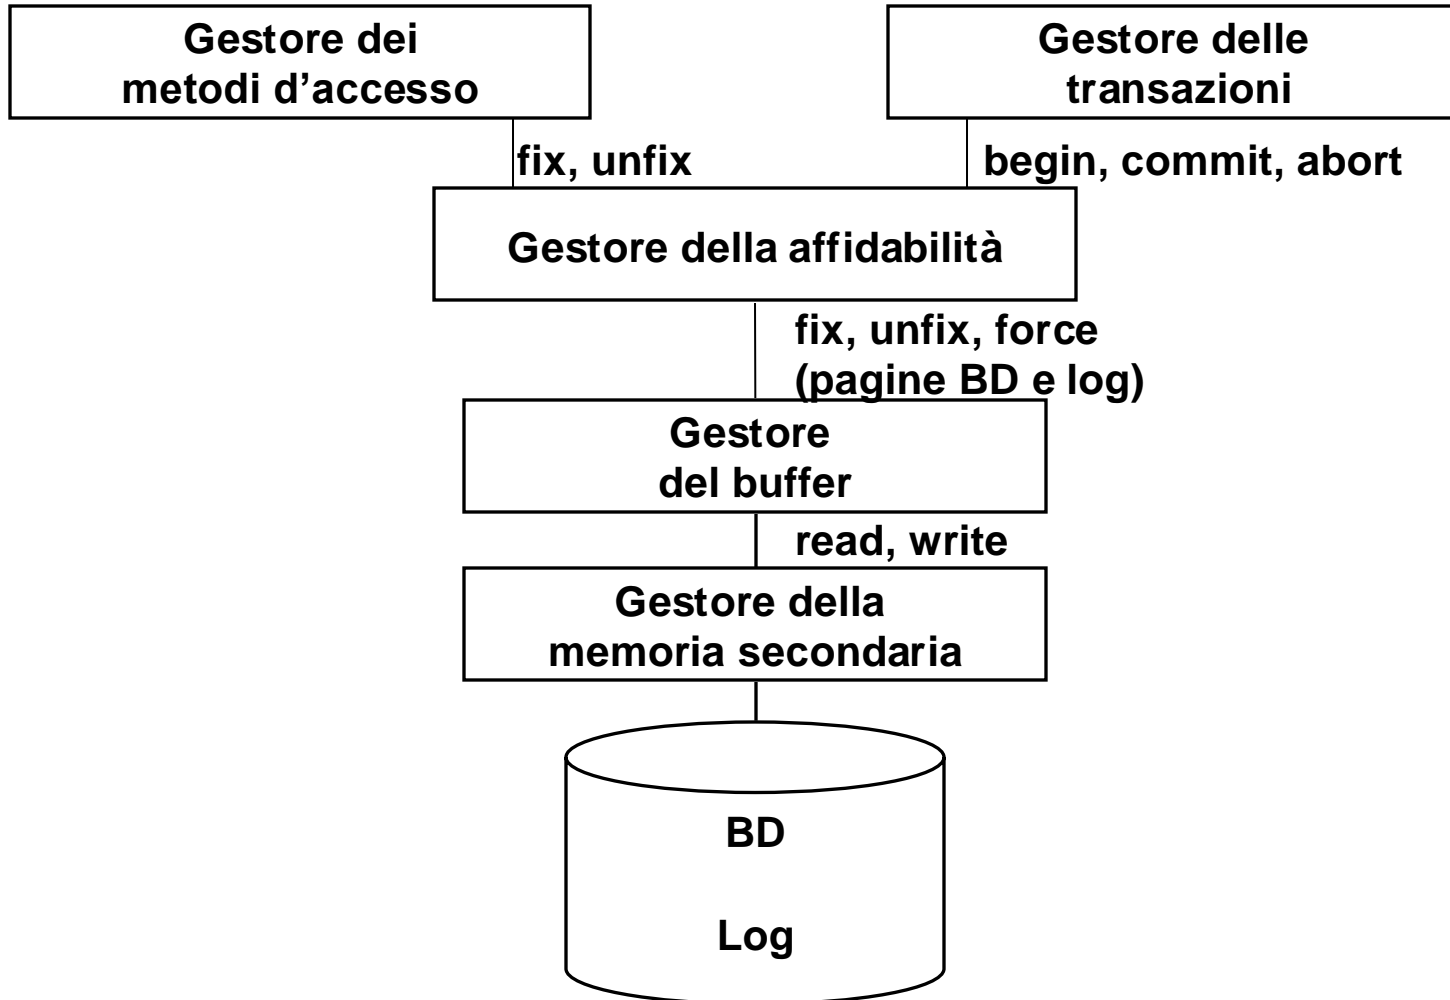 Gestore dei
metodi d’accesso
Gestore delle
transazioni
fix, unfix
begin, commit, abort
Gestore della affidabilità
fix, unfix, force
(pagine BD e log)
Gestore
del buffer
read, write
Gestore della
memoria secondaria
BD
Log